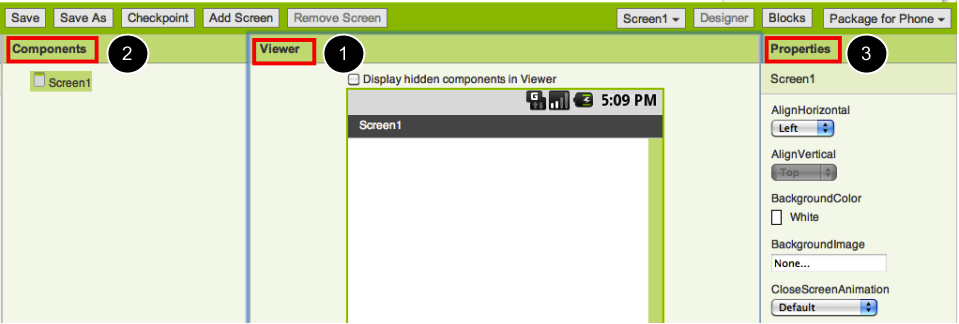 Save Save As Checkpoint Add Screen Remove Screen Screen1 Designer Blocks Package for Phone
Components 2 Viewer 1 Properties 3
Screen1
Display hidden components in Viewer
Screen1
G 5:09 PM
Screen1
AlignHorizontal
Left
AlignVertical
Top
BackgroundColor
White
BackgroundImage
None...
CloseScreenAnimation
Default